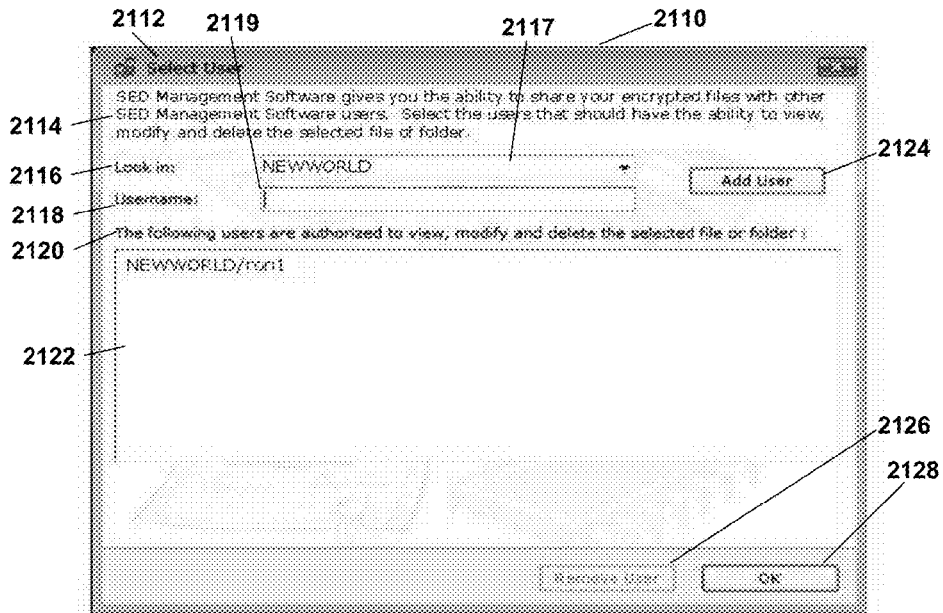 2112 2119 2117 2110
Select User
SED Management Software gives you the ability to share your encrypted files with other
2114 SED Management Software users. Select the users that should have the ability to view,
modify and delete the selected file of folder.
2124
2116 Look in: NEWWORLD
Add User
2118 Username:
2120 The following users are authorized to view, modify and delete the selected file or folder :
NEWWORLD/ron1
2122
2126
2128
Remove User OK